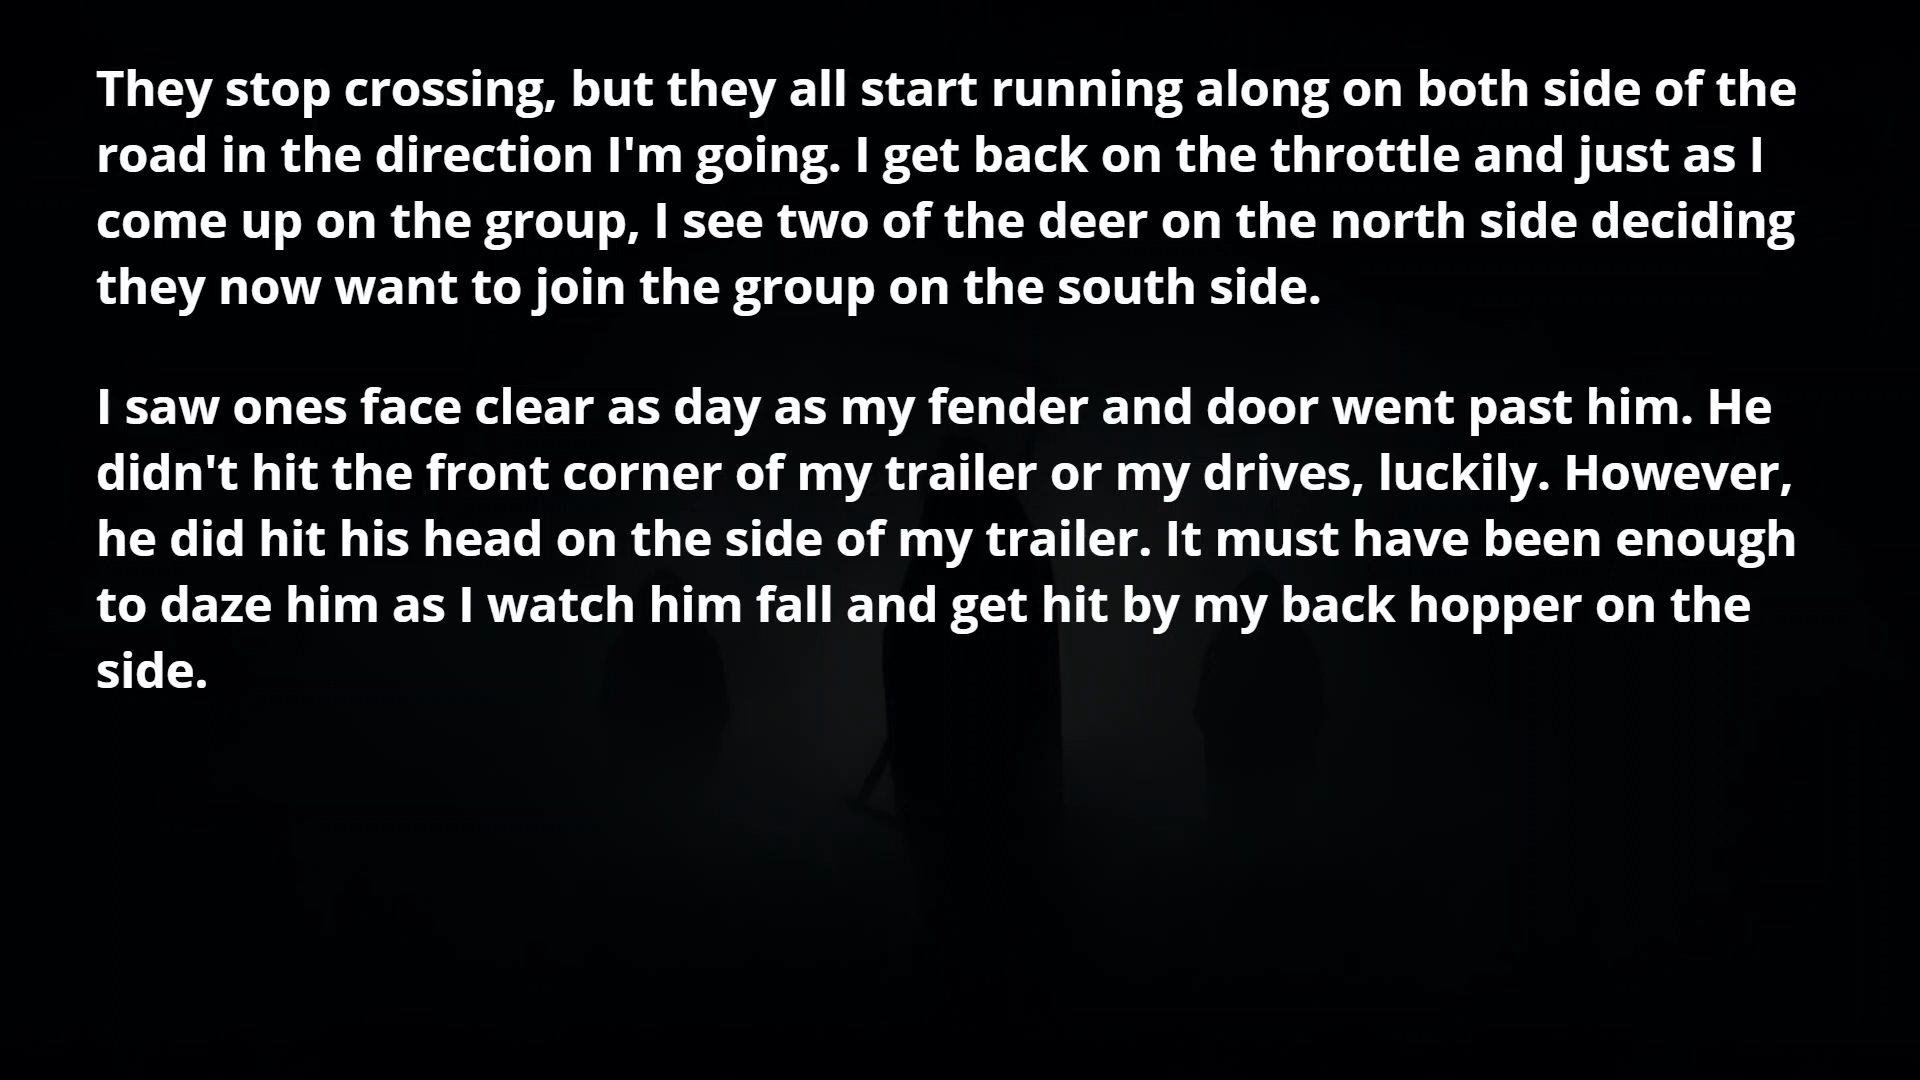 They stop crossing, but they all start running along on both side of the
road in the direction I'm going. I get back on the throttle and just as I
come up on the group, I see two of the deer on the north side deciding
they now want to join the group on the south side.
I saw ones face clear as day as my fender and door went past him. He
didn't hit the front corner of my trailer or my drives, luckily. However,
he did hit his head on the side of my trailer. It must have been enough
to daze him as I watch him fall and get hit by my back hopper on the
side.